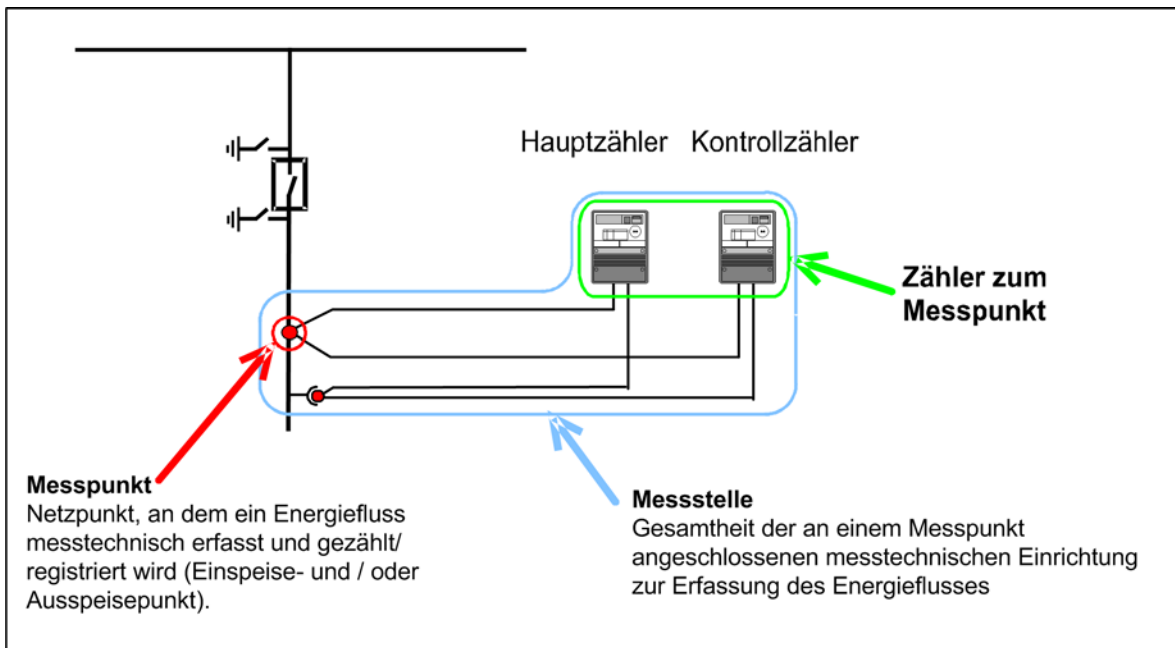 Hauptzähler Kontrollzähler
Zähler zum
Messpunkt
Messpunkt
Netzpunkt, an dem ein Energiefluss
messtechnisch erfasst und gezählt/
registriert wird (Einspeise- und / oder
Ausspeisepunkt).
Messstelle
Gesamtheit der an einem Messpunkt
angeschlossenen messtechnischen Einrichtung
zur Erfassung des Energieflusses